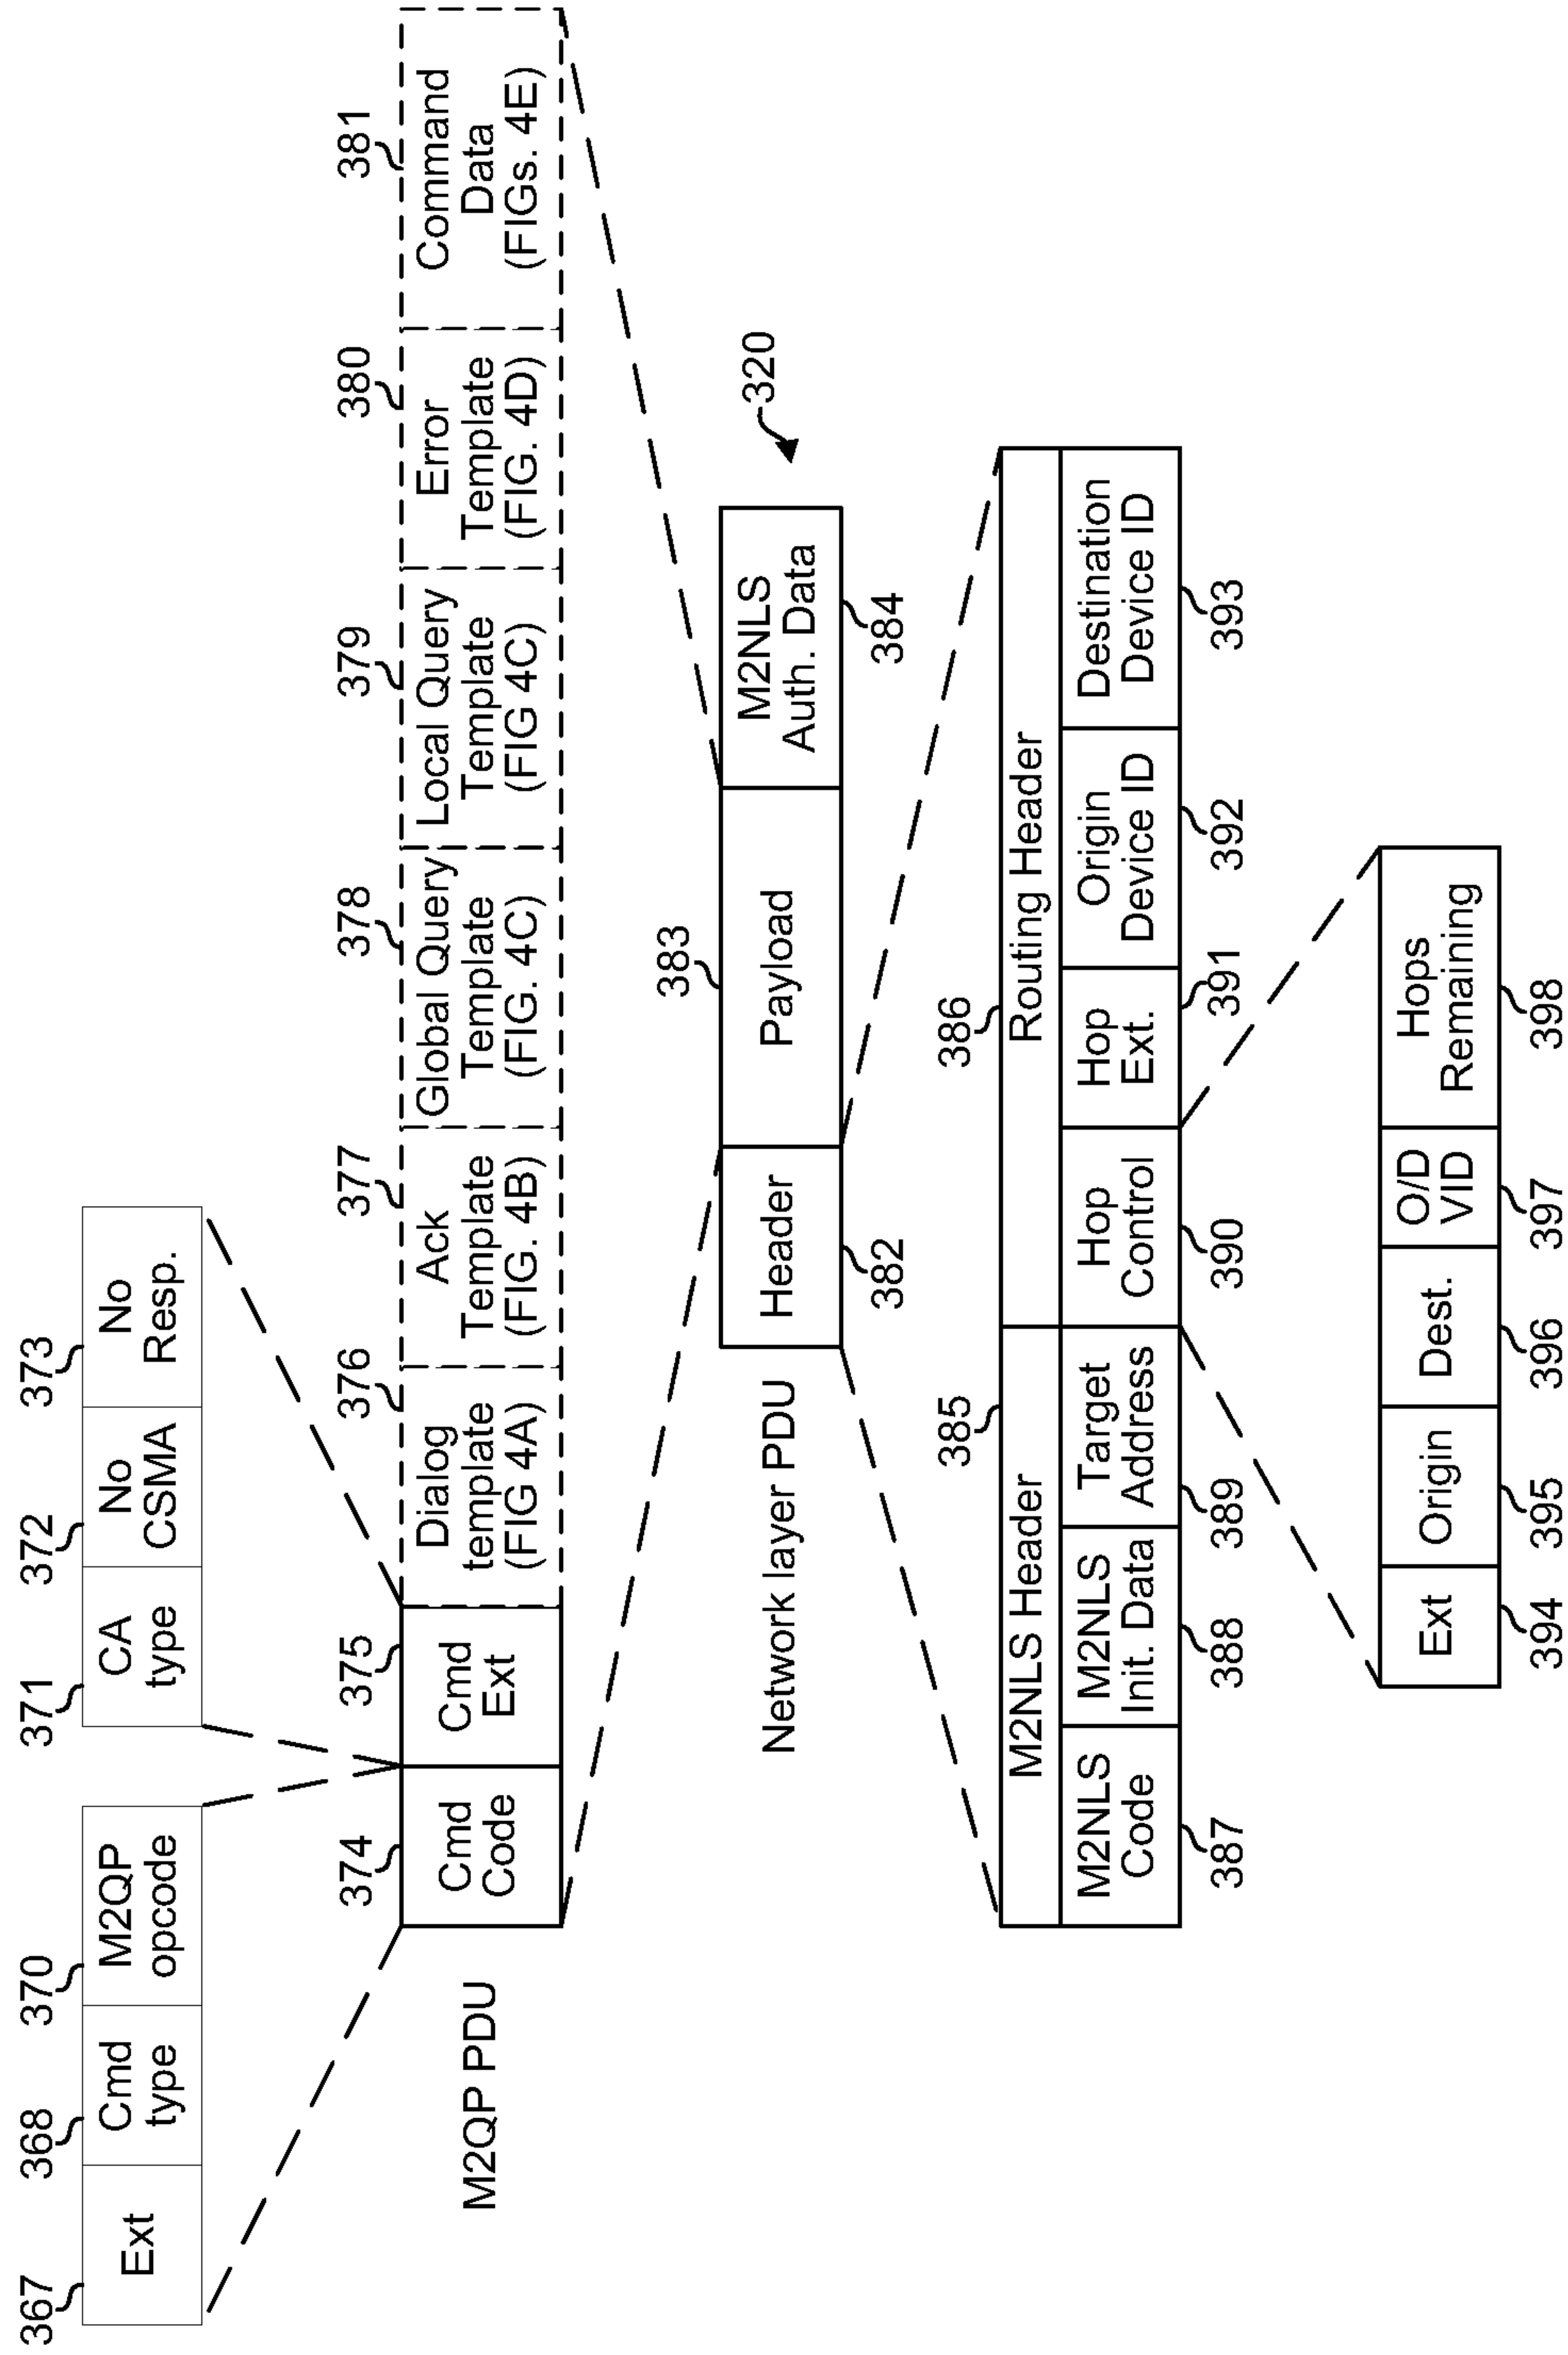 367
368
370
371
372
373
Ext
Cmd
type
M2QP
opcode
CA
type
No
CSMA
No
Resp.
374
375
376
377
378
379
380
381
M2QP PDU
Cmd
Code
Cmd
Ext
Dialog
template
(FIG 4A)
Ack
Template
(FIG. 4B)
Global Query
Template
(FIG. 4C)
Local Query
Template
(FIG 4C)
Error
Template
(FIG. 4D)
Command
Data
(FIGs. 4E)
383
320
Network layer PDU
Header
Payload
M2NLS
Auth. Data
382
384
385
386
M2NLS Header
Routing Header
M2NLS
Code
M2NLS
Init. Data
Target
Address
Hop
Control
Hop
Ext.
Origin
Device ID
Destination
Device ID
387
388
389
390
391
392
393
Ext
Origin
Dest.
O/D
VID
Hops
Remaining
394
395
396
397
398